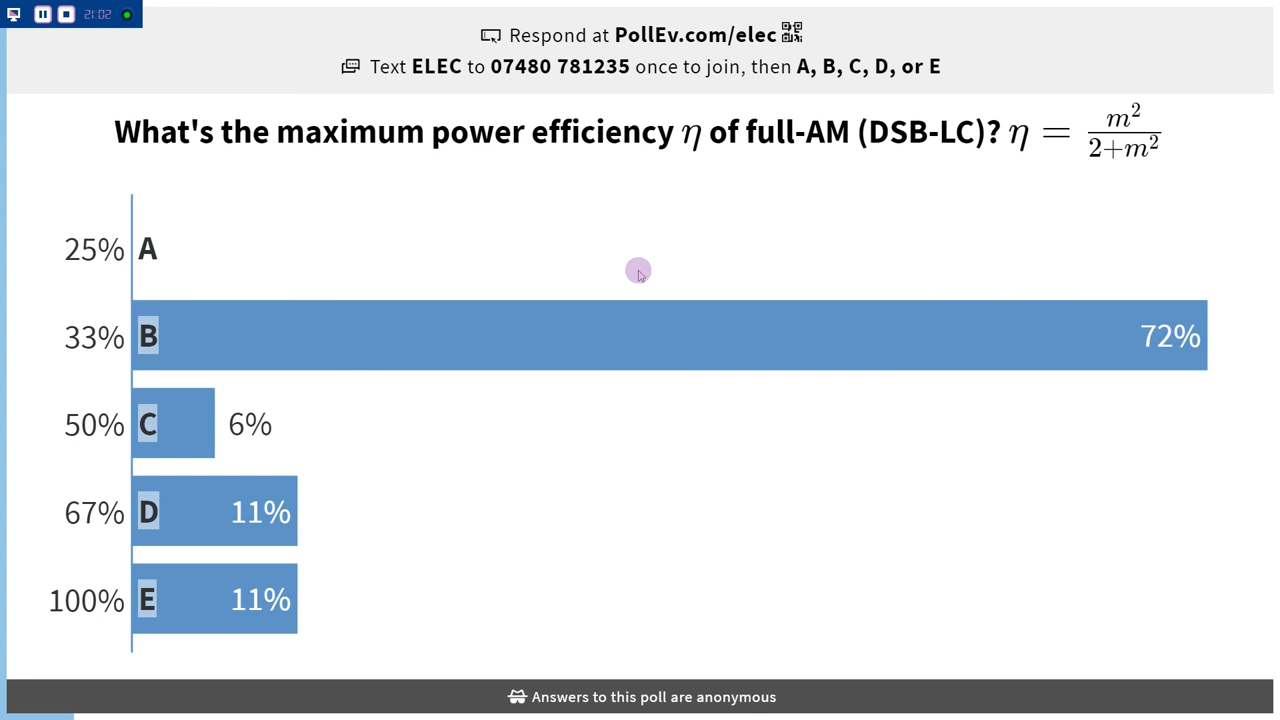 21:02
Respond at PollEv.com/elec
Text ELEC to 07480 781235 once to join, then A, B, C, D, or E
What's the maximum power efficiency η of full-AM (DSB-LC)? η = m²/(2+m²)
25% A
33% B 72%
50% C 6%
67% D 11%
100% E 11%
Answers to this poll are anonymous